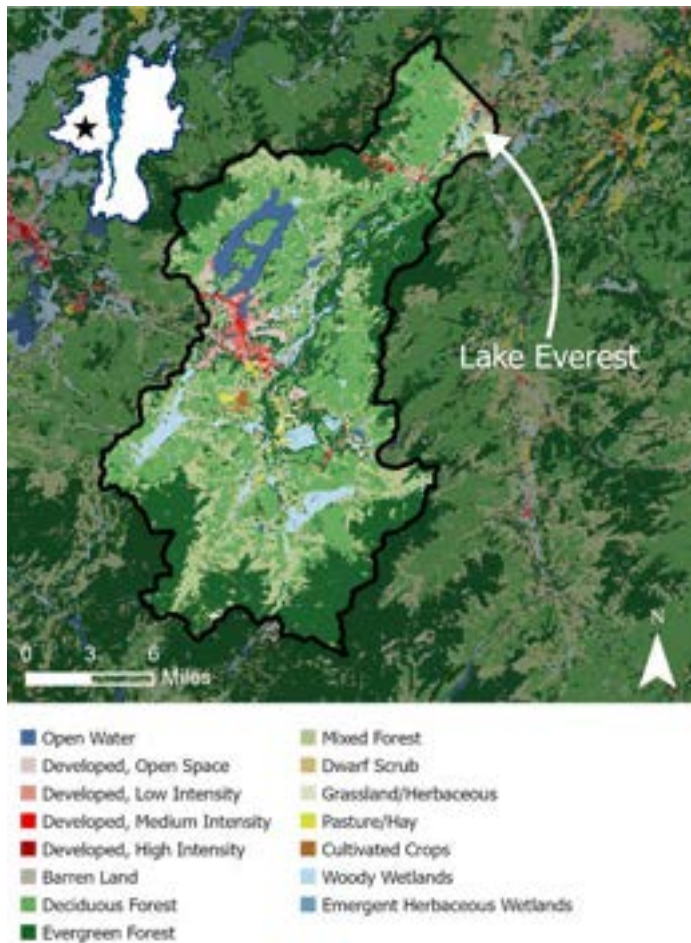 Lake Everest
N
0 3 6
Miles
Open Water
Developed, Open Space
Developed, Low Intensity
Developed, Medium Intensity
Developed, High Intensity
Barren Land
Deciduous Forest
Evergreen Forest
Mixed Forest
Dwarf Scrub
Grassland/Herbaceous
Pasture/Hay
Cultivated Crops
Woody Wetlands
Emergent Herbaceous Wetlands